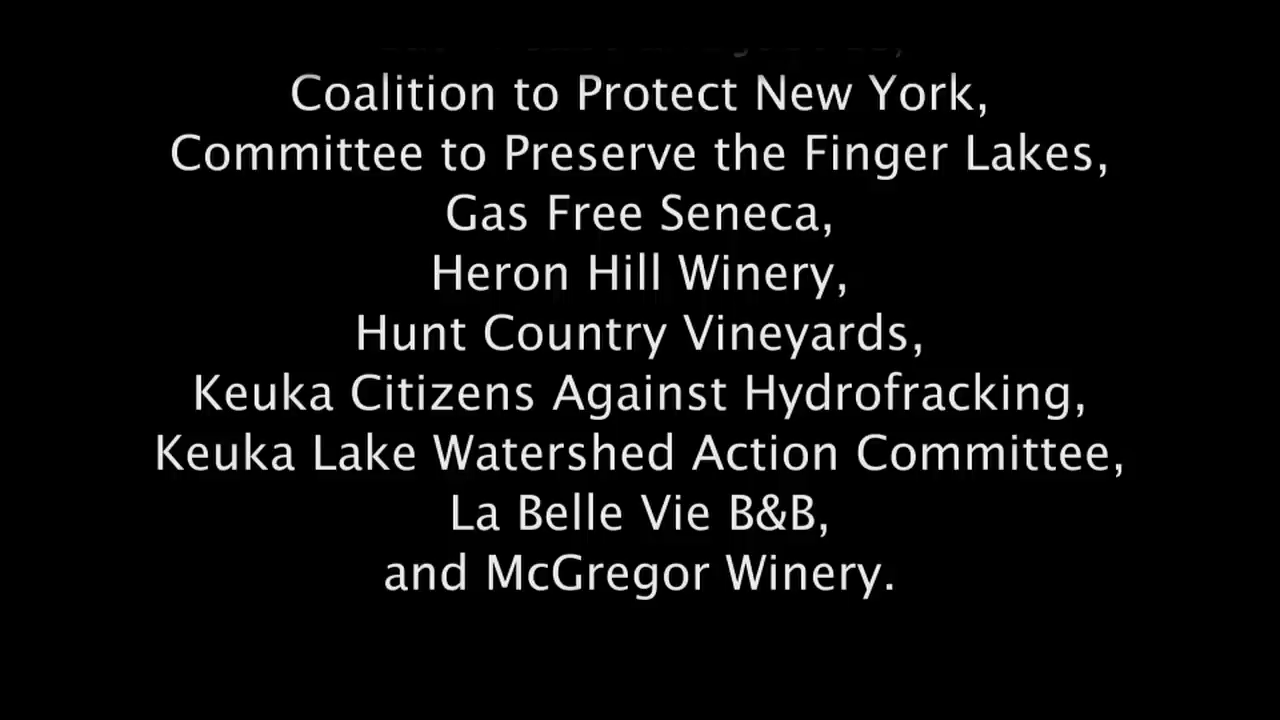 Coalition to Protect New York,
Committee to Preserve the Finger Lakes,
Gas Free Seneca,
Heron Hill Winery,
Hunt Country Vineyards,
Keuka Citizens Against Hydrofracking,
Keuka Lake Watershed Action Committee,
La Belle Vie B&B,
and McGregor Winery.